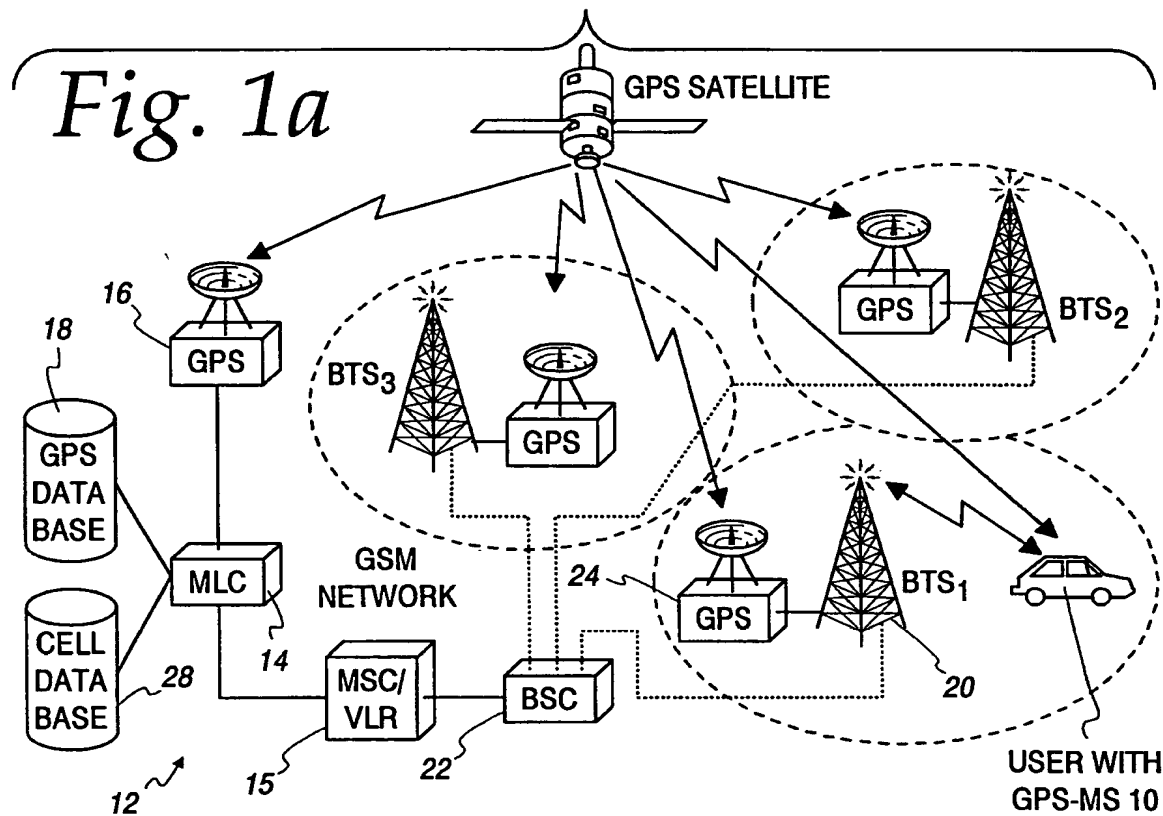 Fig. 1a
GPS SATELLITE
16
GPS
18
GPS
DATA
BASE
BTS3
GPS
GPS
BTS2
MLC
14
GSM
NETWORK
24
GPS
BTS1
20
CELL
DATA
BASE
28
MSC/
VLR
15
BSC
22
12
USER WITH
GPS-MS 10